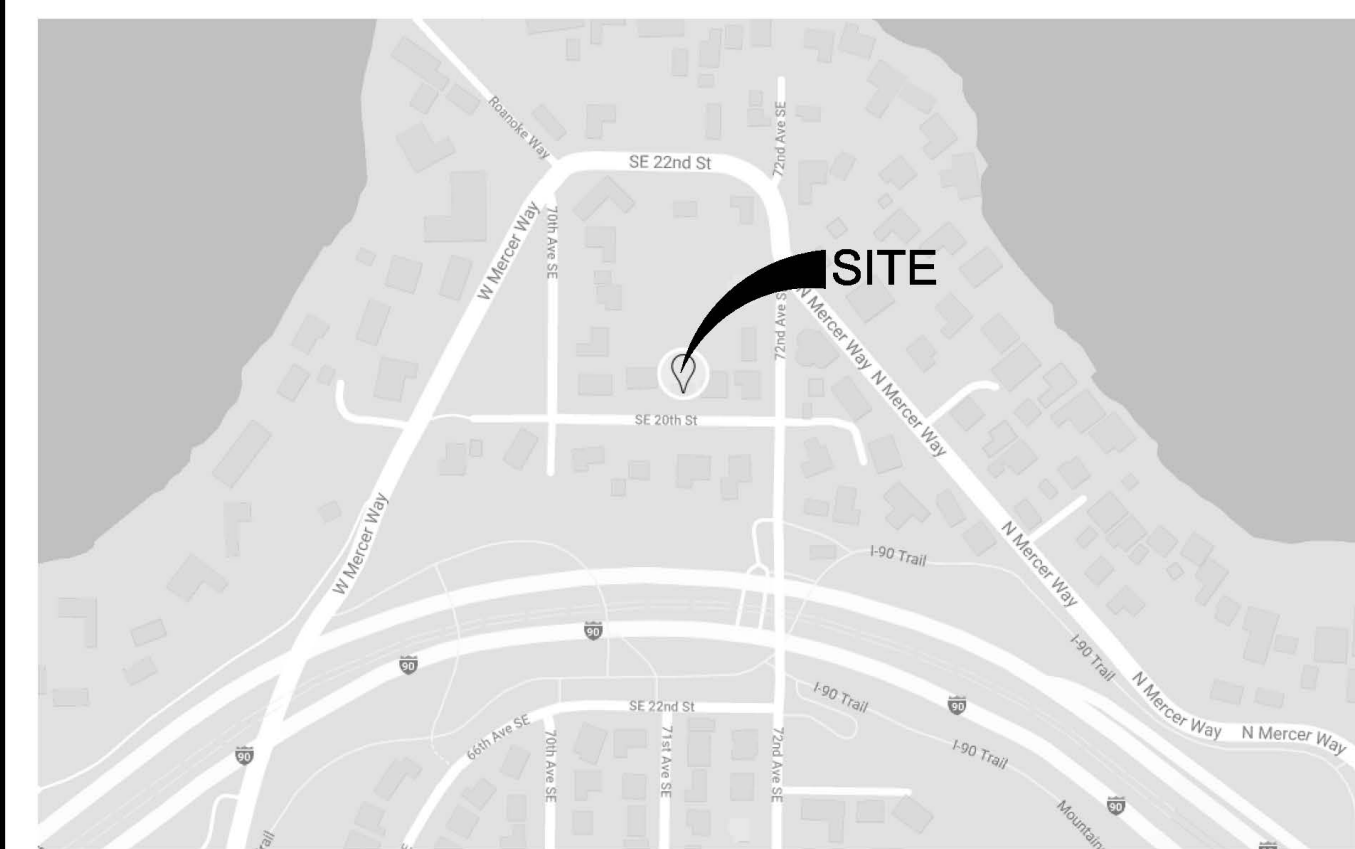 Roanoke Way
SE 22nd St
72nd Ave SE
W Mercer Way
70th Ave SE
SITE
72nd Ave S
N Mercer Way
N Mercer Way
SE 20th St
W Mercer Way
N Mercer Way
I-90 Trail
90
90
I-90 Trail
N Mercer Way
N Mercer Way
I-90 Trail
90
SE 22nd St
66th Ave SE
70th Ave SE
71st Ave SE
72nd Ave SE
90
I-90 Trail
90
Mountain
rail